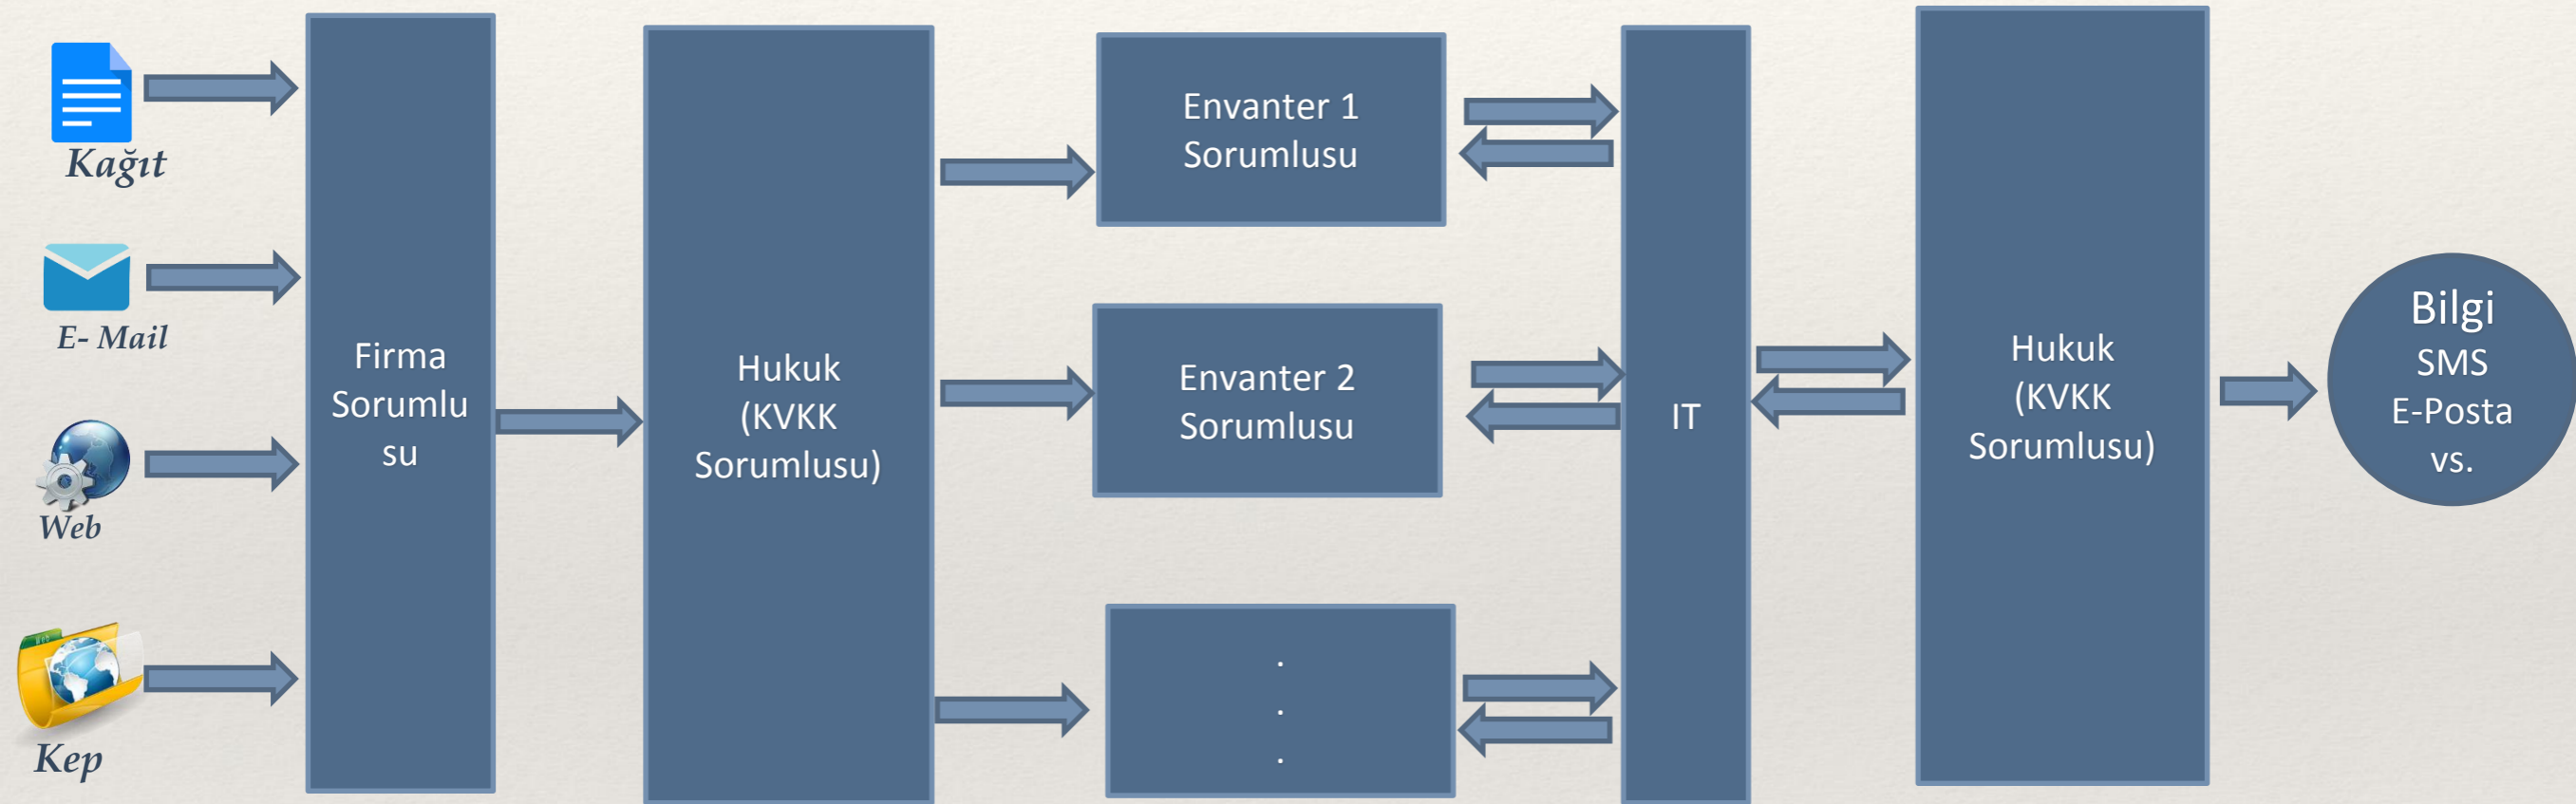 Kağıt
E- Mail
Web
Kep
Firma
Sorumlu
su
Hukuk
(KVKK
Sorumlusu)
Envanter 1
Sorumlusu
Envanter 2
Sorumlusu
.
.
.
IT
Hukuk
(KVKK
Sorumlusu)
Bilgi
SMS
E-Posta
vs.